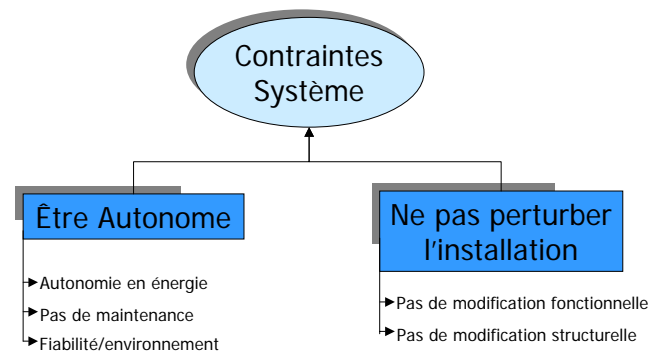 Contraintes
Système
Être Autonome
Autonomie en énergie
Pas de maintenance
Fiabilité/environnement
Ne pas perturber
l'installation
Pas de modification fonctionnelle
Pas de modification structurelle